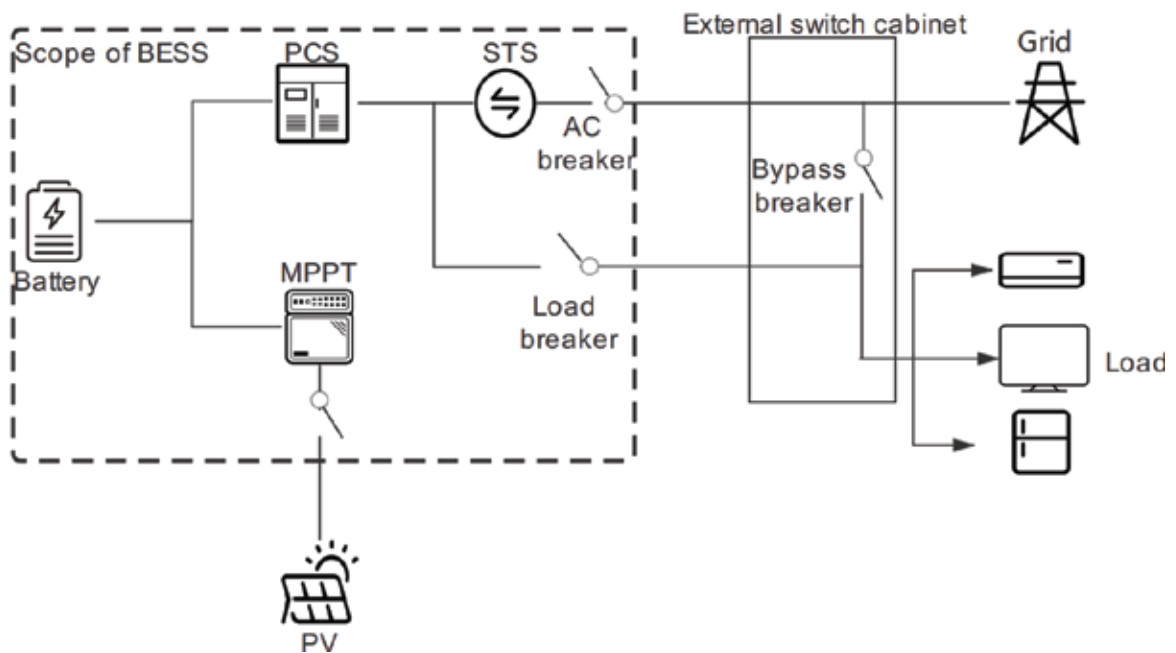 External switch cabinet
Scope of BESS
PCS
STS
Grid
AC
breaker
Bypass
breaker
Battery
MPPT
Load
breaker
Load
PV